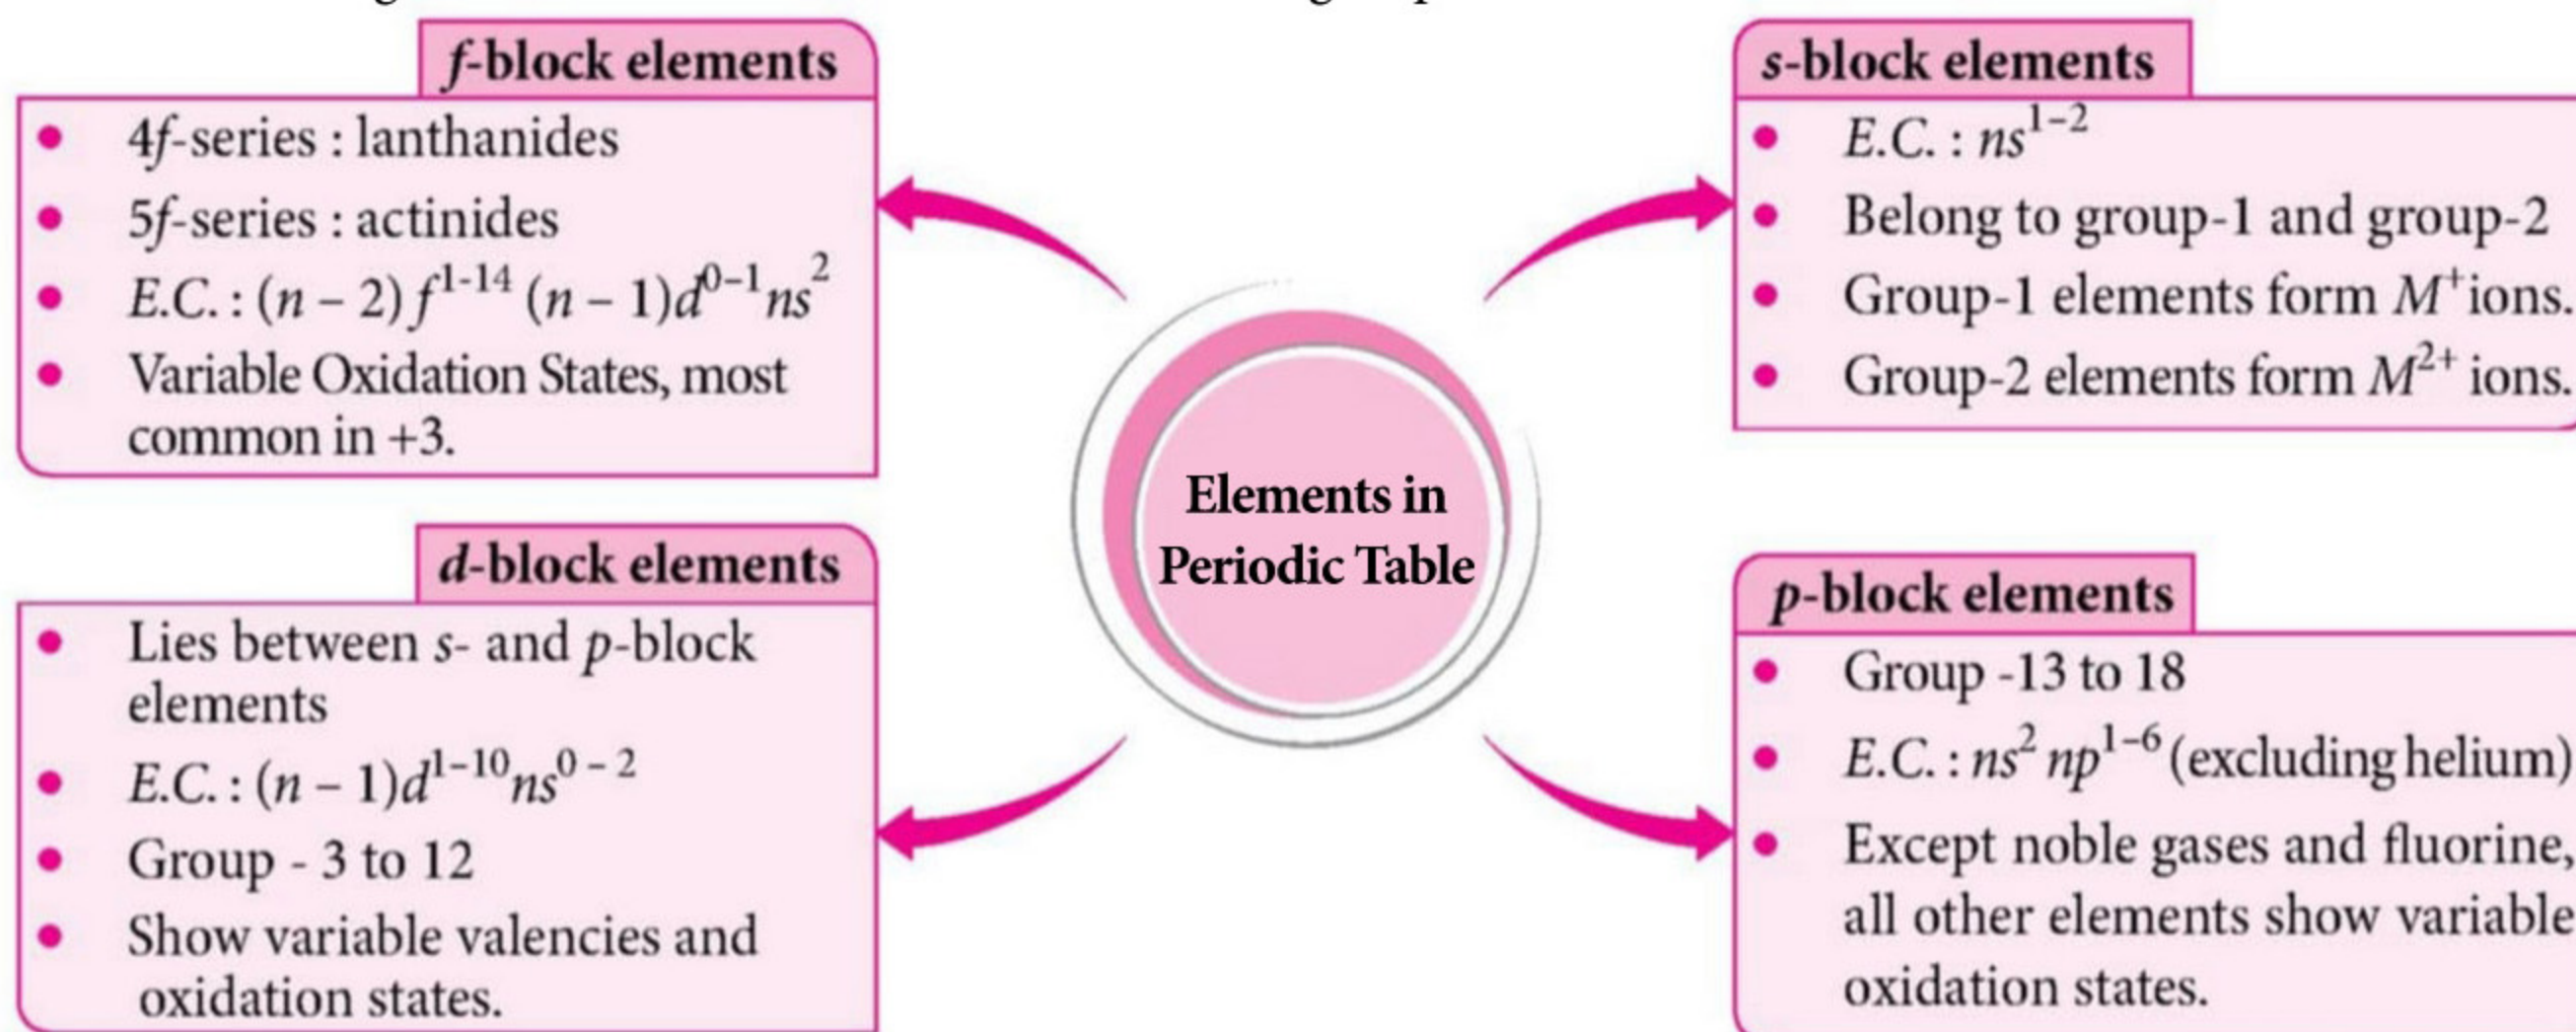 f-block elements
4f-series : lanthanides
5f-series : actinides
E.C. : (n – 2) f¹⁻¹⁴ (n – 1)d⁰⁻¹ ns²
Variable Oxidation States, most
common in +3.
s-block elements
E.C. : ns¹⁻²
Belong to group-1 and group-2
Group-1 elements form M⁺ ions.
Group-2 elements form M²⁺ ions.
Elements in
Periodic Table
d-block elements
Lies between s- and p-block
elements
E.C. : (n – 1)d¹⁻¹⁰ ns⁰ ⁻ ²
Group - 3 to 12
Show variable valencies and
oxidation states.
p-block elements
Group -13 to 18
E.C. : ns² np¹⁻⁶ (excluding helium)
Except noble gases and fluorine,
all other elements show variable
oxidation states.